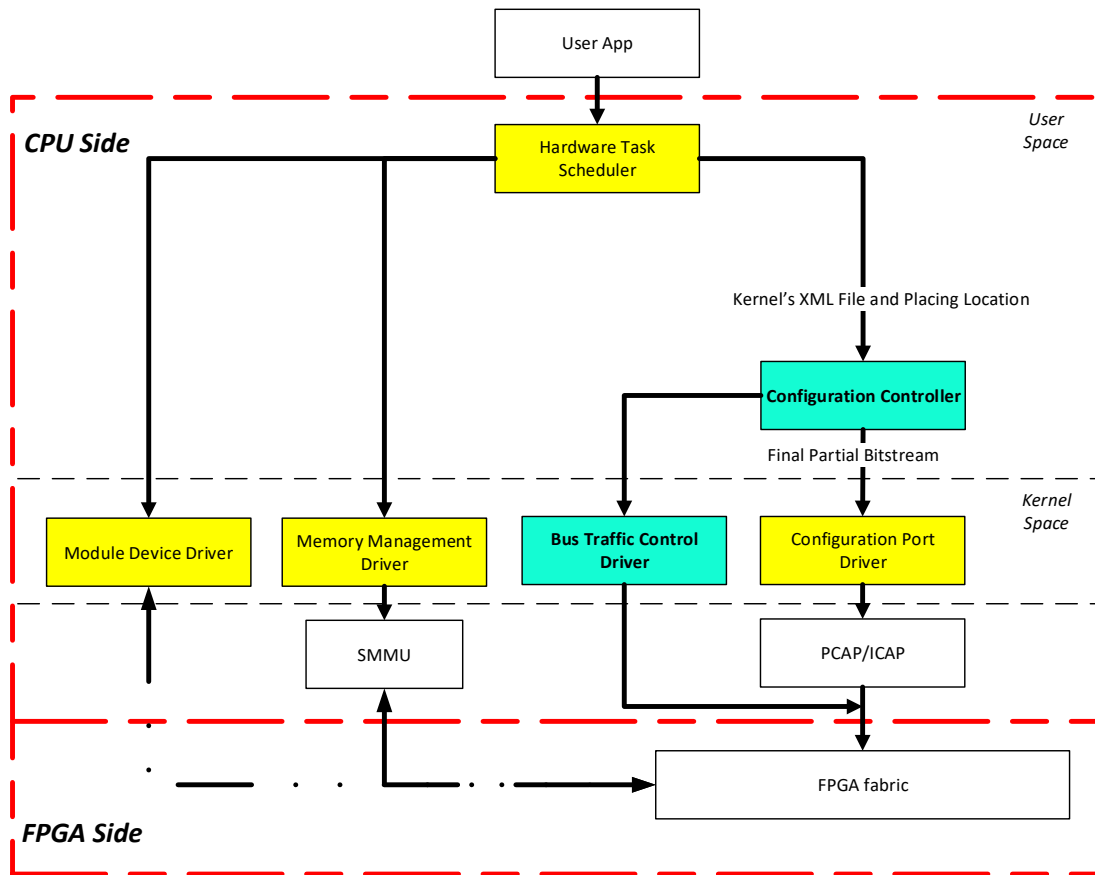 User App
CPU Side
User
Space
Hardware Task
Scheduler
Kernel's XML File and Placing Location
Configuration Controller
Final Partial Bitstream
Kernel
Space
Module Device Driver
Memory Management
Driver
Bus Traffic Control
Driver
Configuration Port
Driver
SMMU
PCAP/ICAP
FPGA fabric
FPGA Side